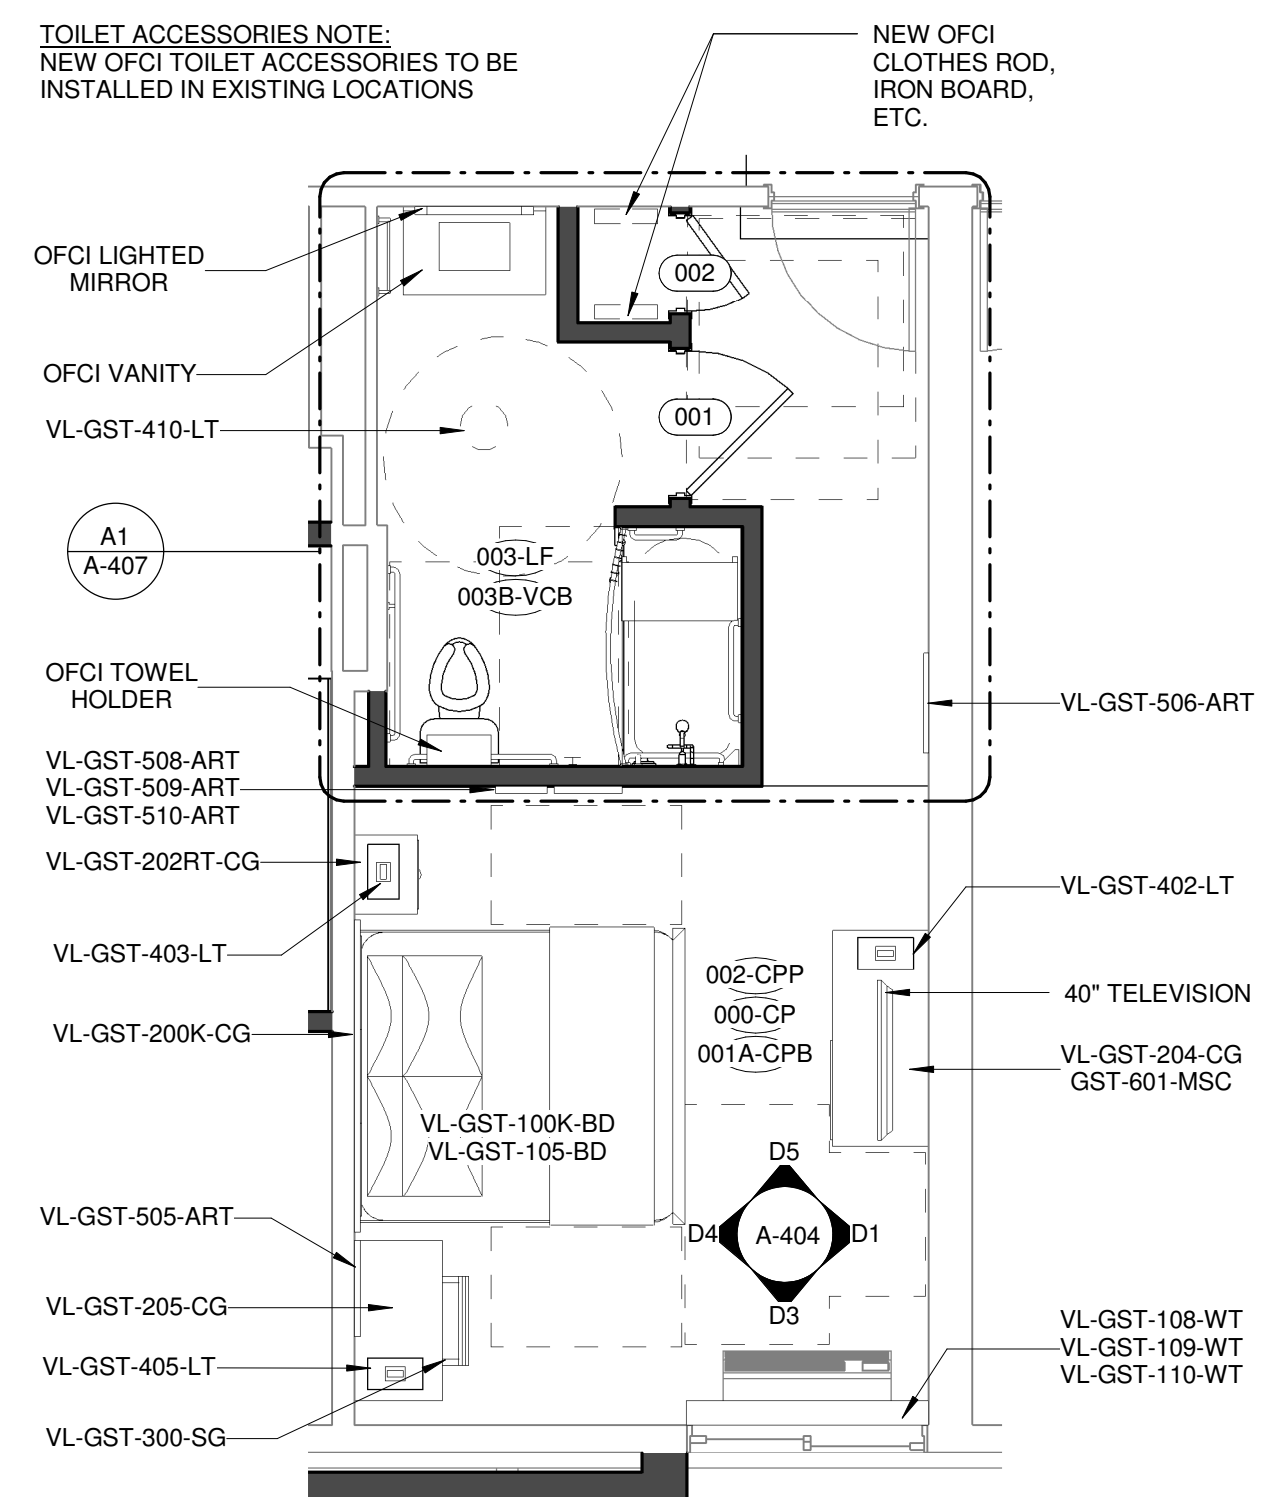 TOILET ACCESSORIES NOTE:
NEW OFCI TOILET ACCESSORIES TO BE
INSTALLED IN EXISTING LOCATIONS
NEW OFCI
CLOTHES ROD,
IRON BOARD,
ETC.
OFCI LIGHTED
MIRROR
002
OFCI VANITY
VL-GST-410-LT
001
A1
A-407
003-LF
003B-VCB
OFCI TOWEL
HOLDER
VL-GST-506-ART
VL-GST-508-ART
VL-GST-509-ART
VL-GST-510-ART
VL-GST-202RT-CG
VL-GST-402-LT
VL-GST-403-LT
002-CPP
000-CP
001A-CPB
40" TELEVISION
VL-GST-200K-CG
VL-GST-204-CG
GST-601-MSC
VL-GST-100K-BD
VL-GST-105-BD
D5
D4
A-404
D1
D3
VL-GST-505-ART
VL-GST-205-CG
VL-GST-108-WT
VL-GST-109-WT
VL-GST-110-WT
VL-GST-405-LT
VL-GST-300-SG